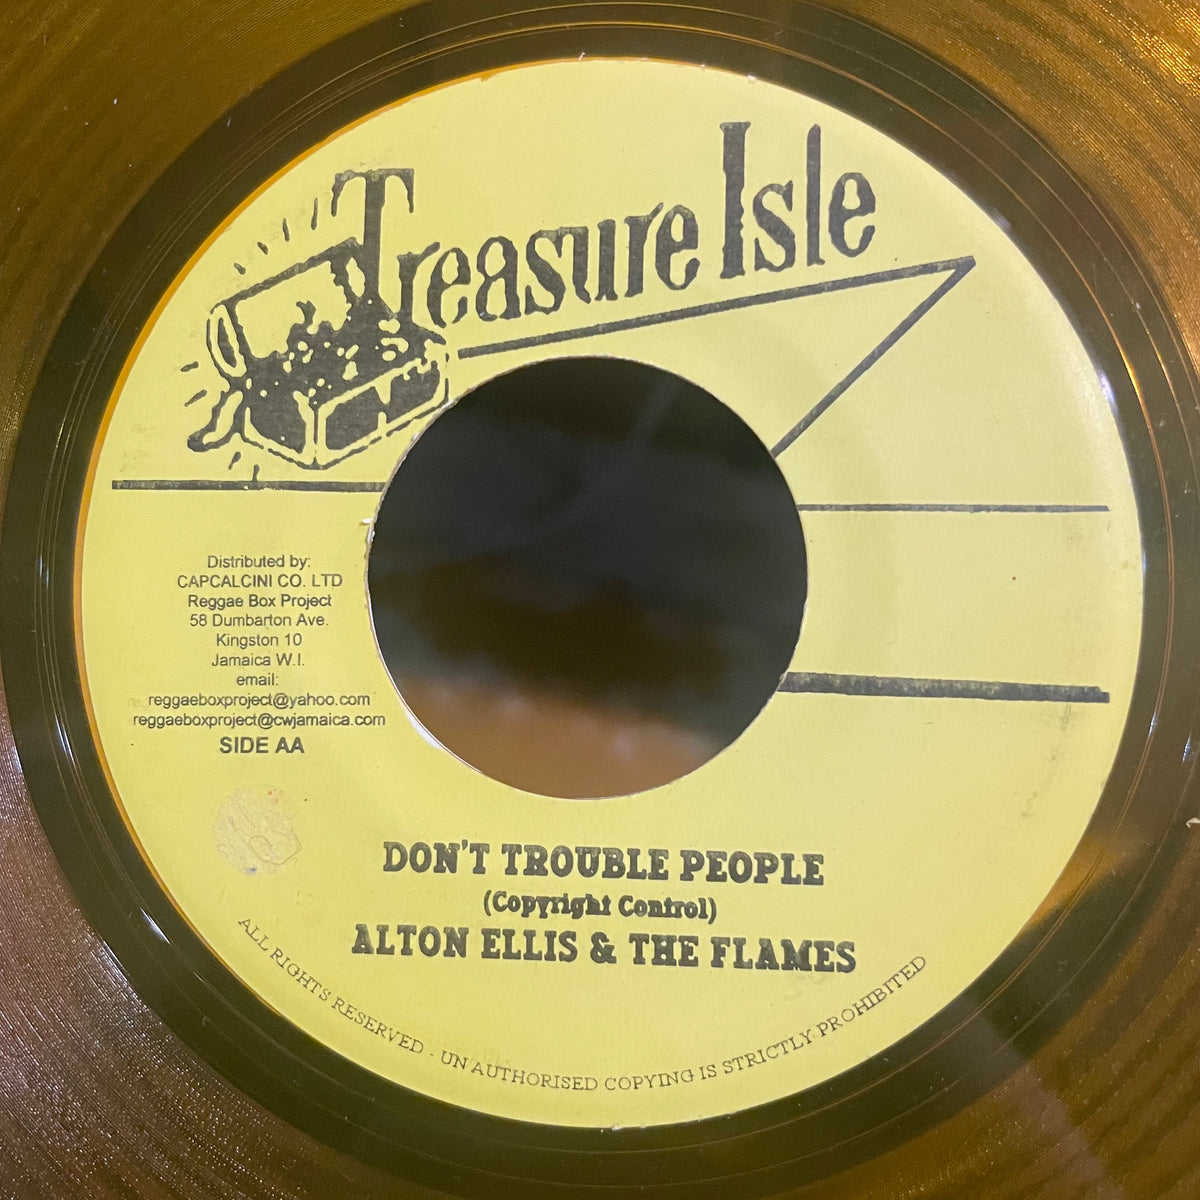 Treasure Isle
Distributed by:
CAPCALCINI CO. LTD
Reggae Box Project
58 Dumbarton Ave.
Kingston 10
Jamaica W.I.
email:
reggaeboxproject@yahoo.com
reggaeboxproject@cwjamaica.com
SIDE AA
DON'T TROUBLE PEOPLE
(Copyright Control)
ALTON ELLIS & THE FLAMES
ALL RIGHTS RESERVED - UN AUTHORISED COPYING IS STRICTLY PROHIBITED